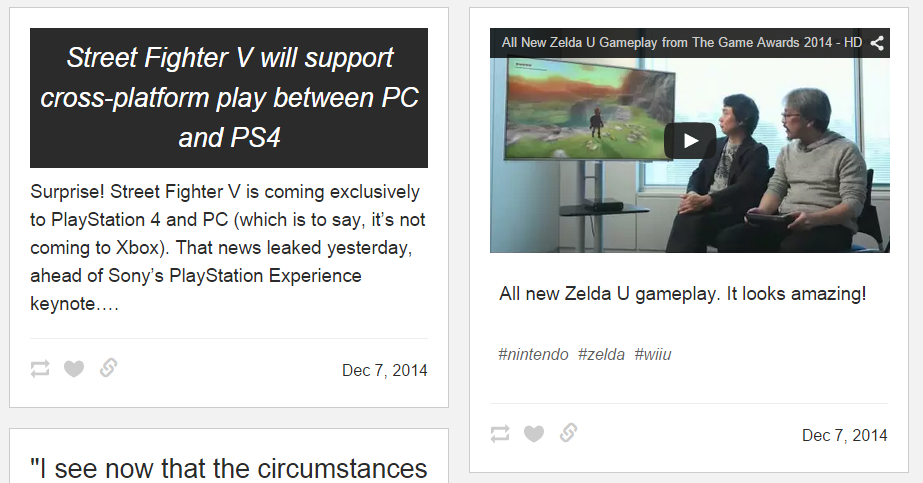 Street Fighter V will support
cross-platform play between PC
and PS4
Surprise! Street Fighter V is coming exclusively
to PlayStation 4 and PC (which is to say, it’s not
coming to Xbox). That news leaked yesterday,
ahead of Sony’s PlayStation Experience
keynote….
Dec 7, 2014
"I see now that the circumstances
All New Zelda U Gameplay from The Game Awards 2014 - HD
All new Zelda U gameplay. It looks amazing!
#nintendo #zelda #wiiu
Dec 7, 2014